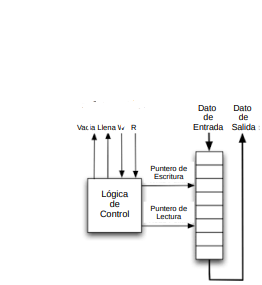 Dato
de
Entrada
Dato
de
Salida
Vacia Llena W R
Puntero de
Escritura
Lógica
de
Control
Puntero de
Lectura